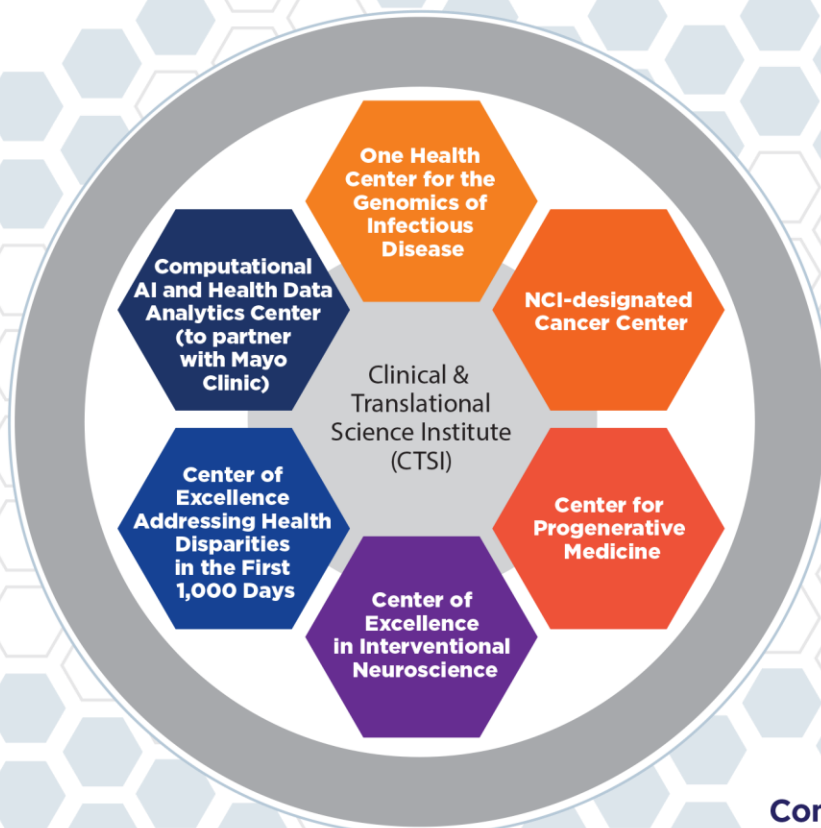 One Health
Center for the
Genomics of
Infectious
Disease
NCI-designated
Cancer Center
Center for
Progenerative
Medicine
Center of
Excellence
in Interventional
Neuroscience
Center of
Excellence
Addressing Health
Disparities
in the First
1,000 Days
Computational
AI and Health Data
Analytics Center
(to partner
with Mayo
Clinic)
Clinical &
Translational
Science Institute
(CTSI)